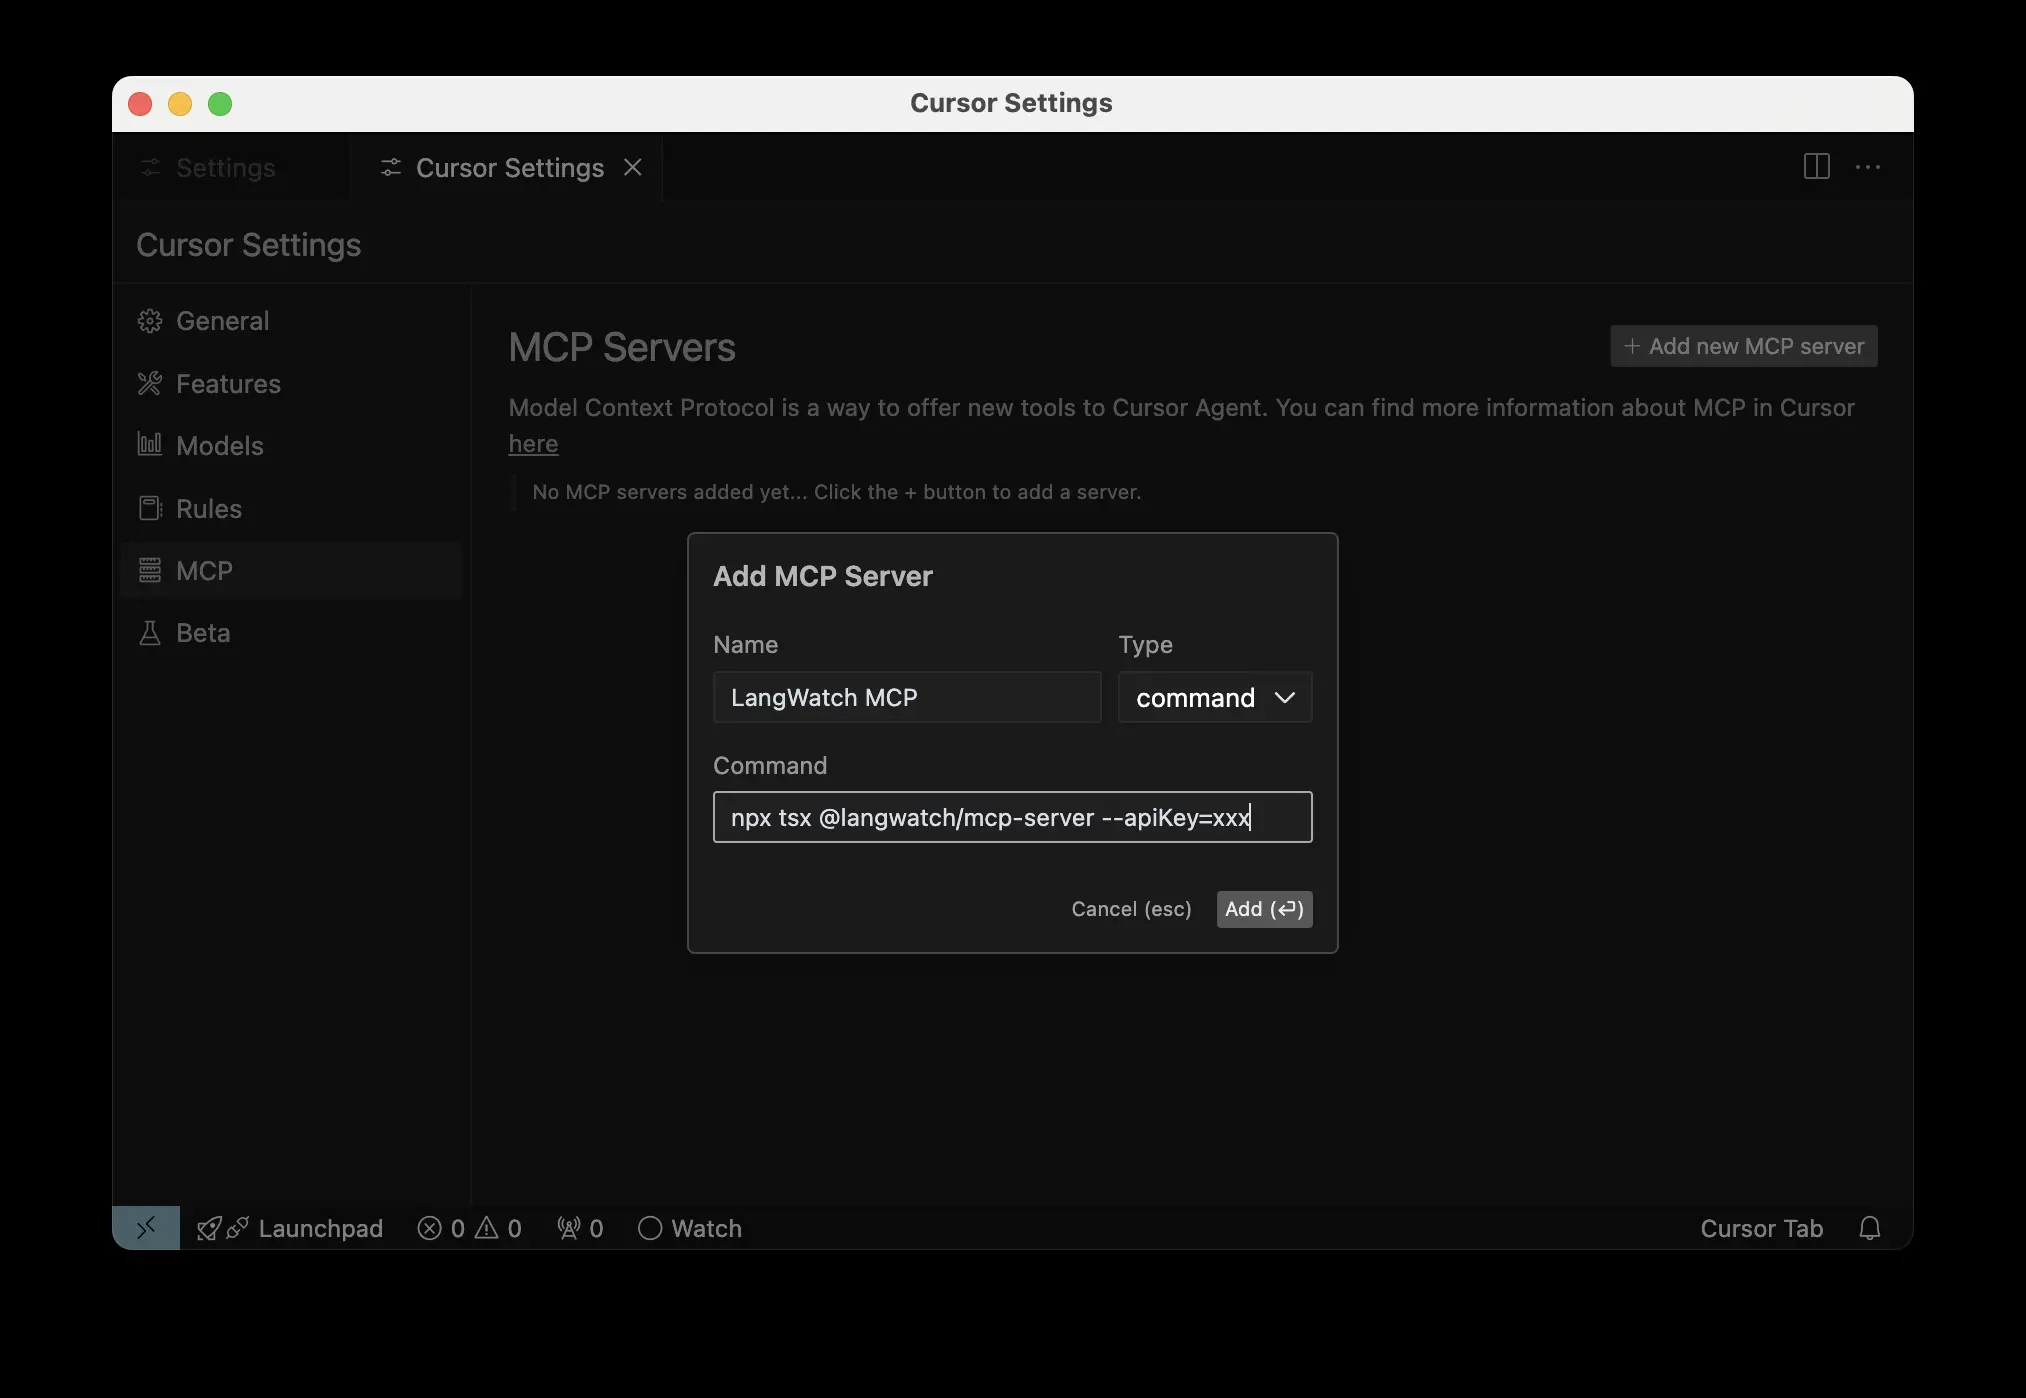 Cursor Settings
Settings
Cursor Settings
Cursor Settings
General
Features
Models
Rules
MCP
Beta
MCP Servers
+ Add new MCP server
Model Context Protocol is a way to offer new tools to Cursor Agent. You can find more information about MCP in Cursor
here
No MCP servers added yet... Click the + button to add a server.
Add MCP Server
Name
Type
LangWatch MCP
command
Command
npx tsx @langwatch/mcp-server --apiKey=xxx
Cancel (esc)
Add (↵)
Launchpad
0
0
0
Watch
Cursor Tab